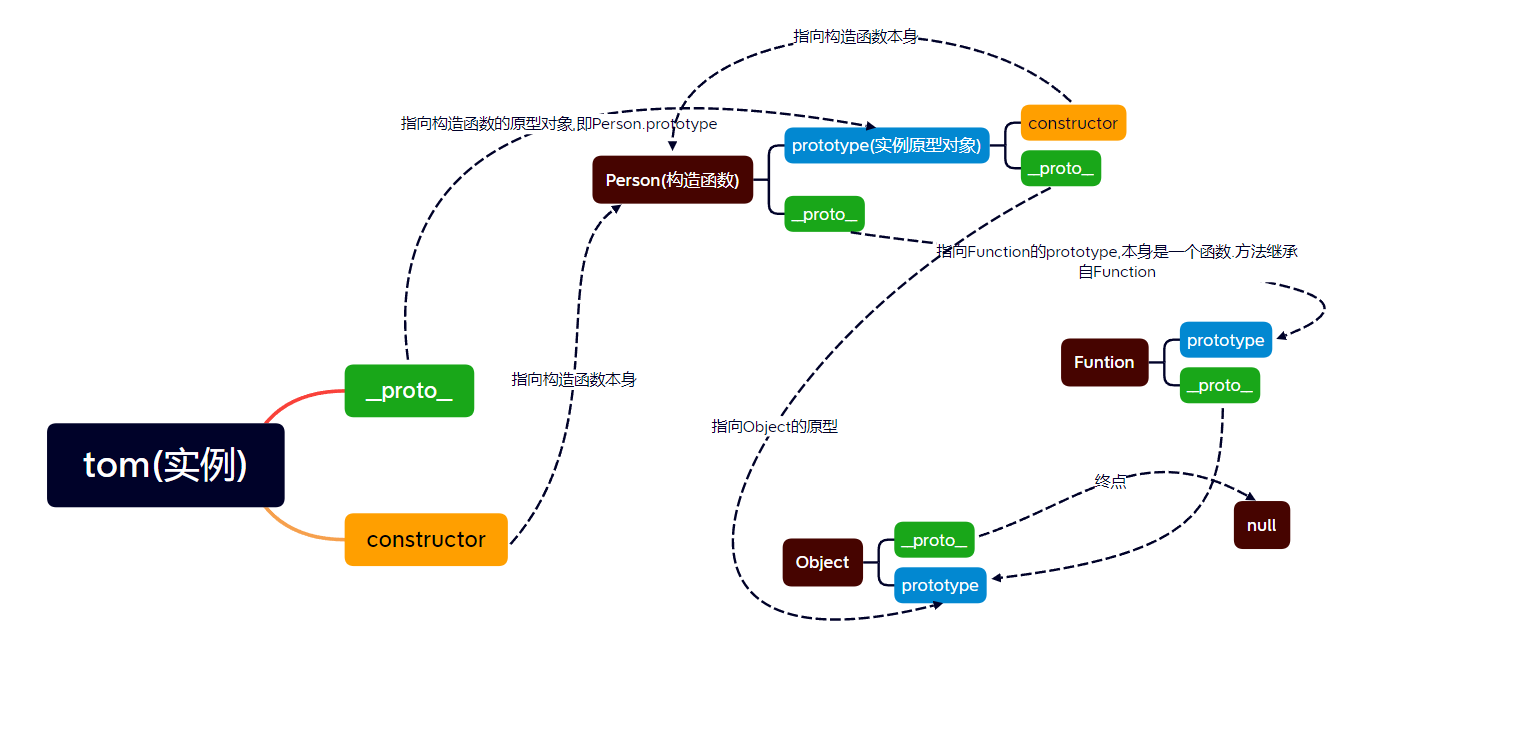 指向构造函数本身
指向构造函数的原型对象,即Person.prototype
constructor
prototype(实例原型对象)
__proto__
Person(构造函数)
__proto__
指向Function的prototype,本身是一个函数.方法继承
自Function
prototype
Funtion
__proto__
指向构造函数本身
__proto__
指向Object的原型
tom(实例)
终点
constructor
null
__proto__
Object
prototype